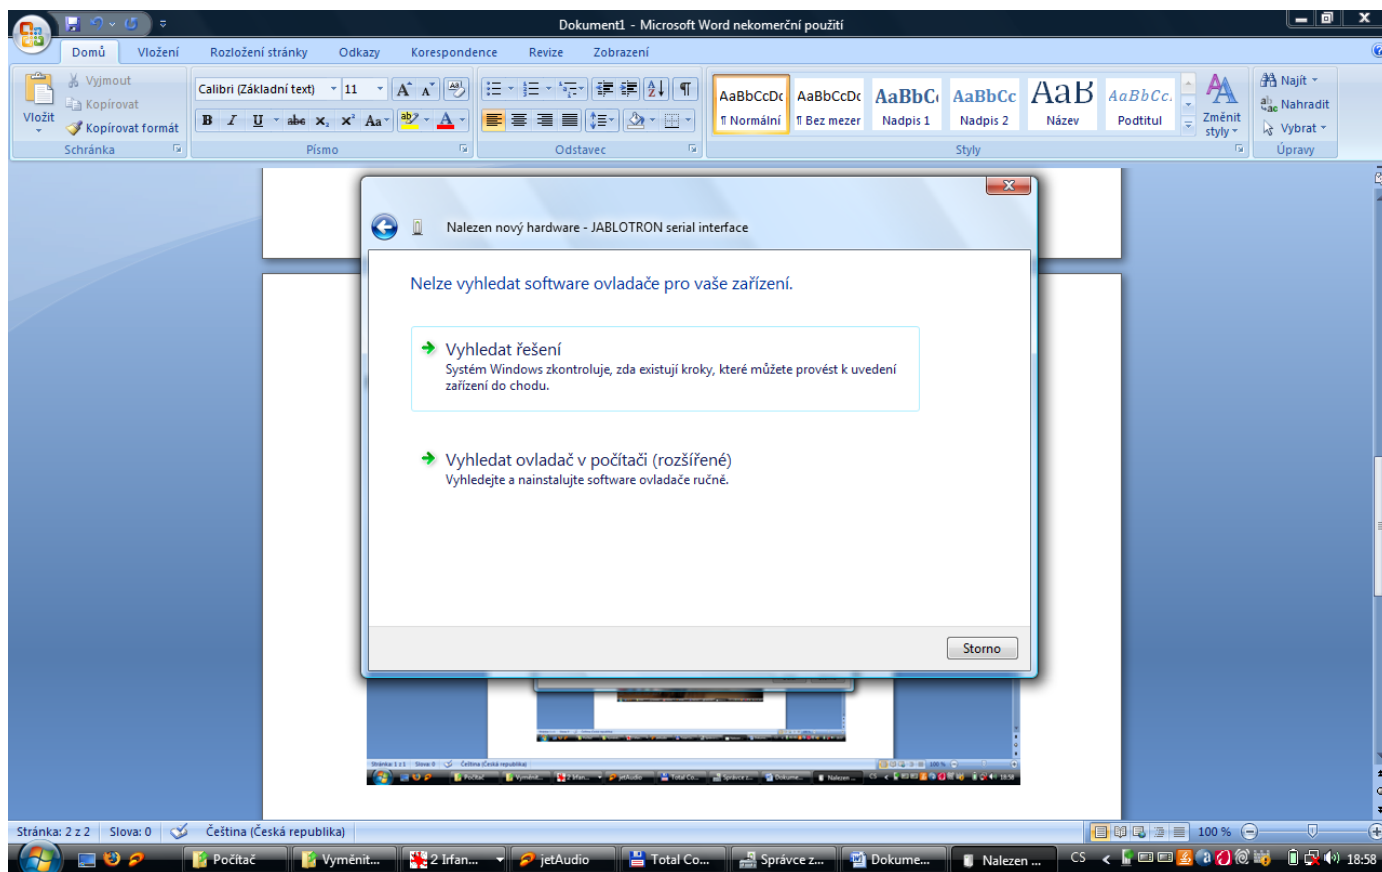 Dokument1 - Microsoft Word nekomerční použití
Domů Vložení Rozložení stránky Odkazy Korespondence Revize Zobrazení
Vložit
Vyjmout
Kopírovat
Kopírovat formát
Schránka
Calibri (Základní text) 11
Písmo
Odstavec
AaBbCcDc AaBbCcDc AaBbC AaBbCc AaB AaBbCc.
¶ Normální ¶ Bez mezer Nadpis 1 Nadpis 2 Název Podtitul
Změnit
styly
Styly
Najít
Nahradit
Vybrat
Úpravy
Nalezen nový hardware - JABLOTRON serial interface
Nelze vyhledat software ovladače pro vaše zařízení.
Vyhledat řešení
Systém Windows zkontroluje, zda existují kroky, které můžete provést k uvedení
zařízení do chodu.
Vyhledat ovladač v počítači (rozšířené)
Vyhledejte a nainstalujte software ovladače ručně.
Storno
Stránka: 2 z 2 Slova: 0 Čeština (Česká republika) 100 %
Počítač Vyměnit... 2 Irfan... jetAudio Total Co... Správce z... Dokume... Nalezen ... CS 18:58